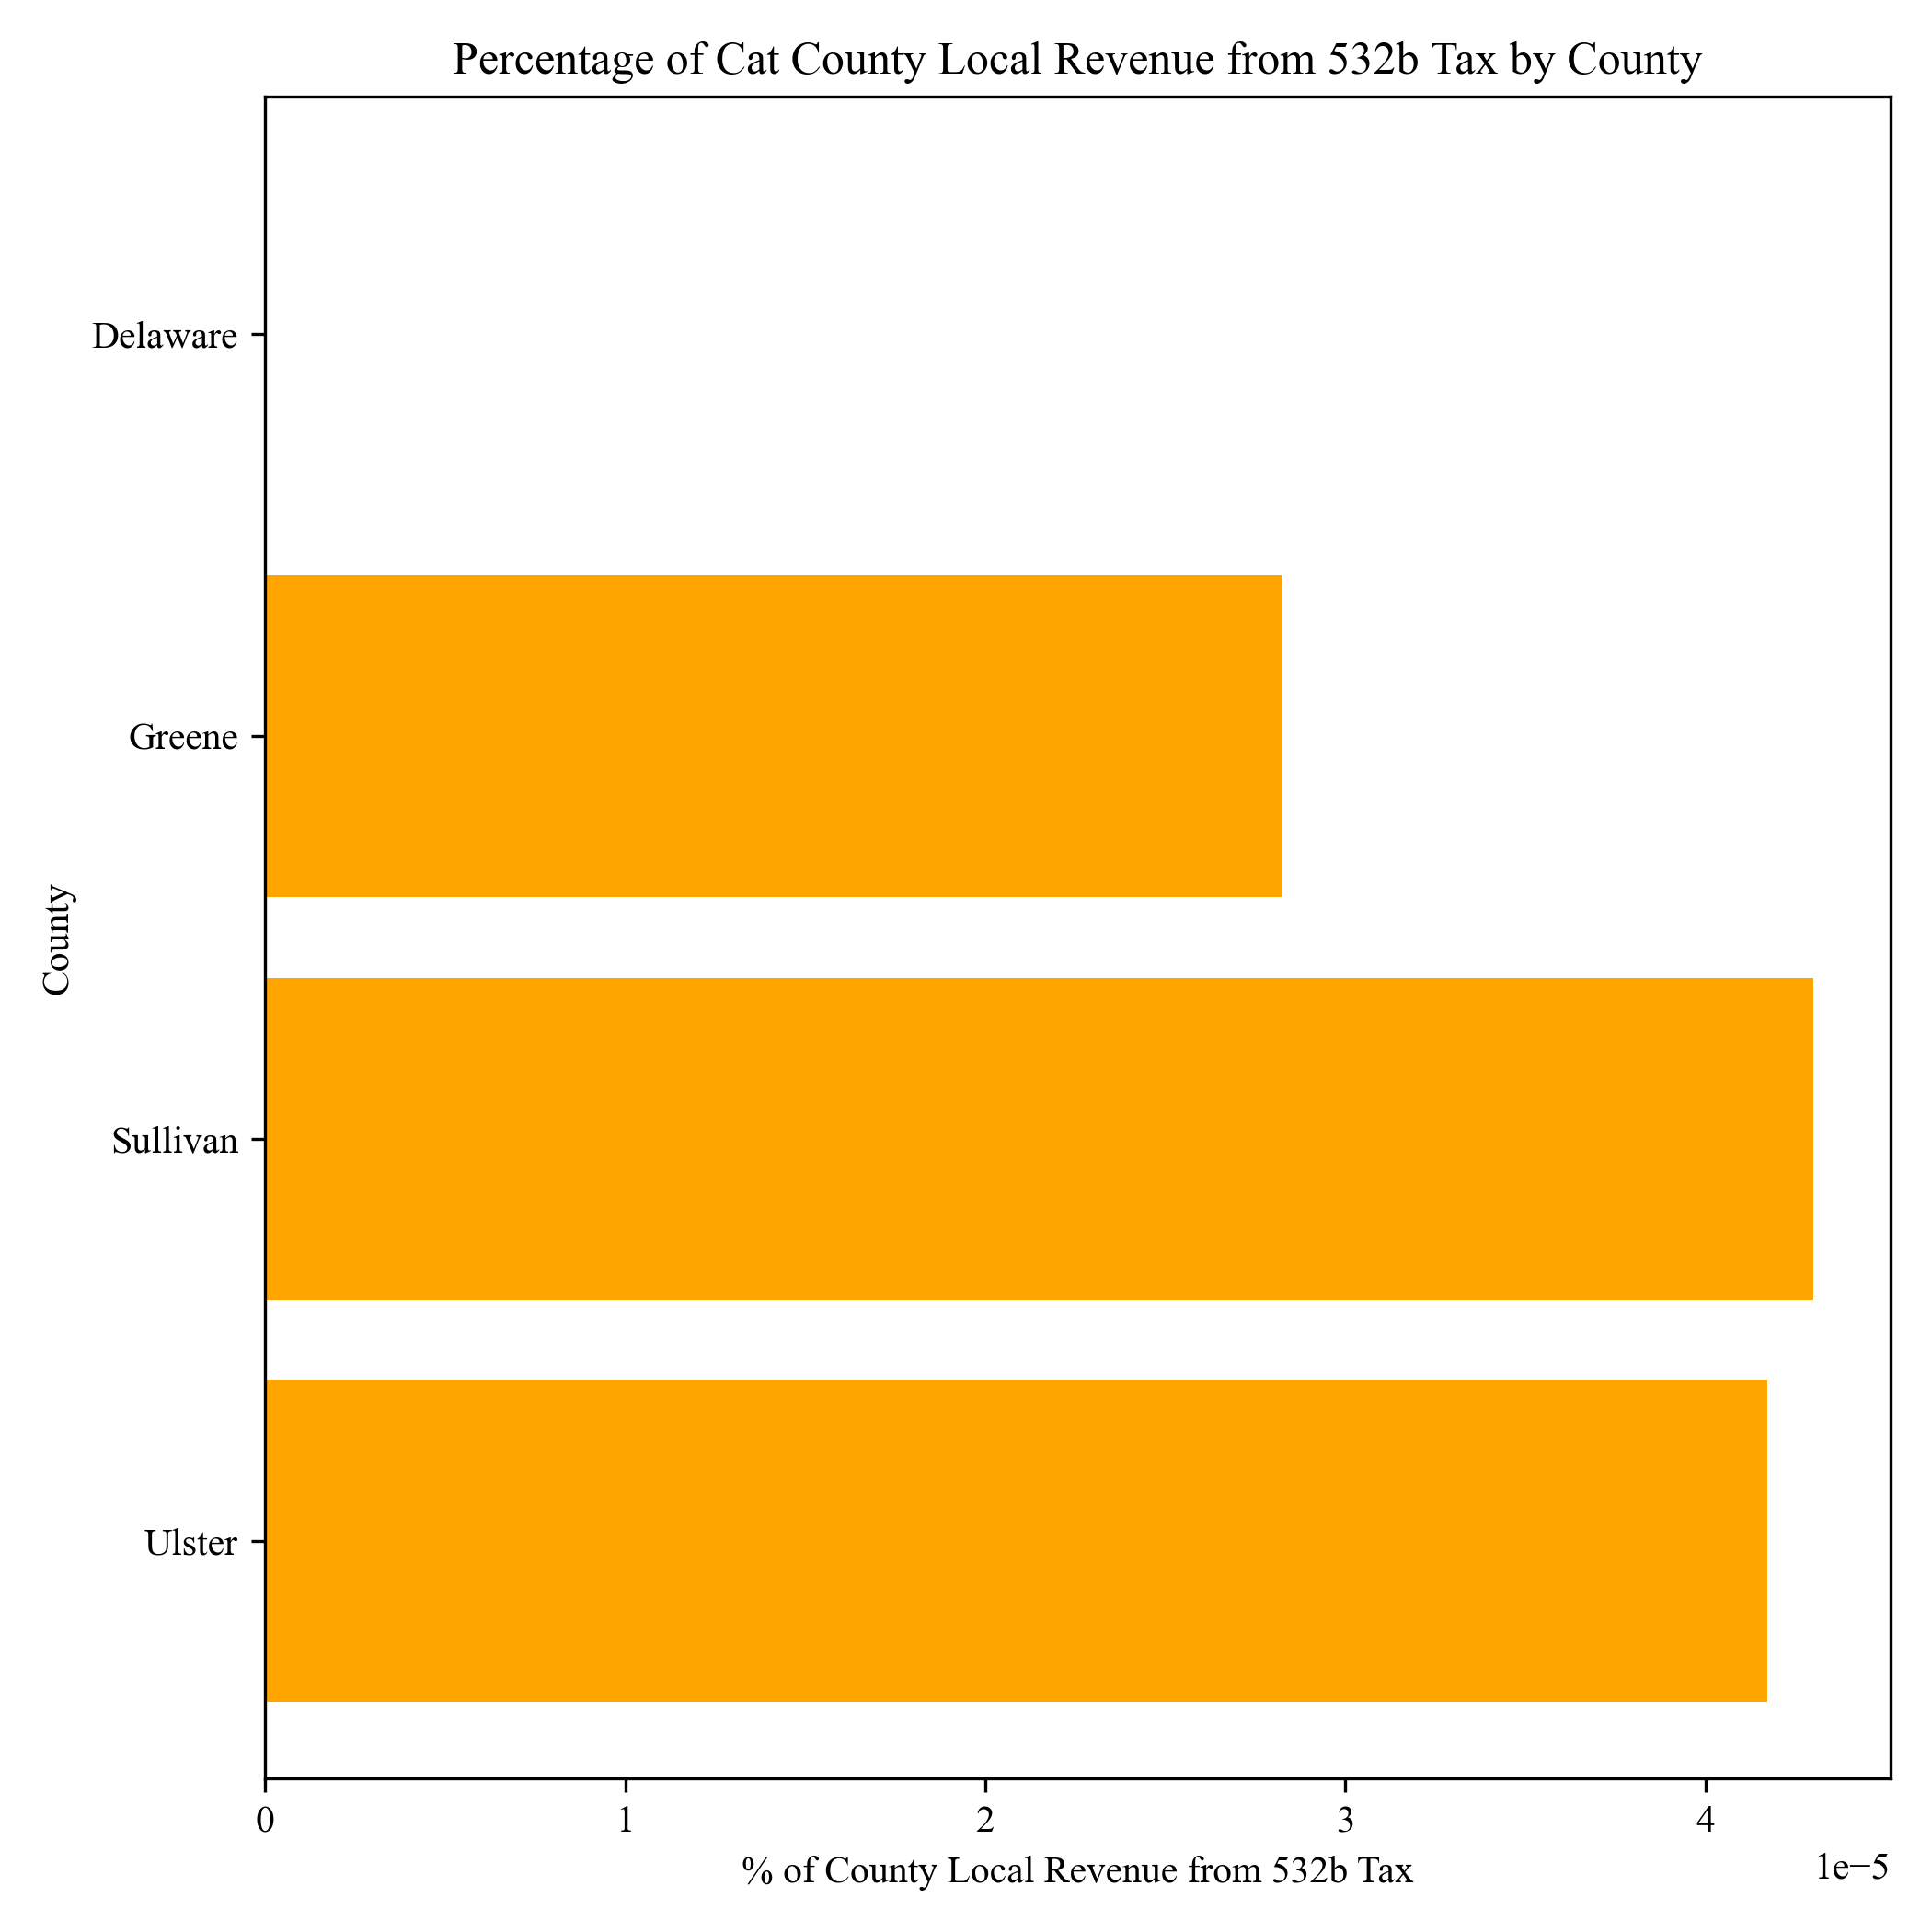 Percentage of Cat County Local Revenue from 532b Tax by County
Delaware
Greene
County
Sullivan
Ulster
0 1 2 3 4
% of County Local Revenue from 532b Tax
1e−5